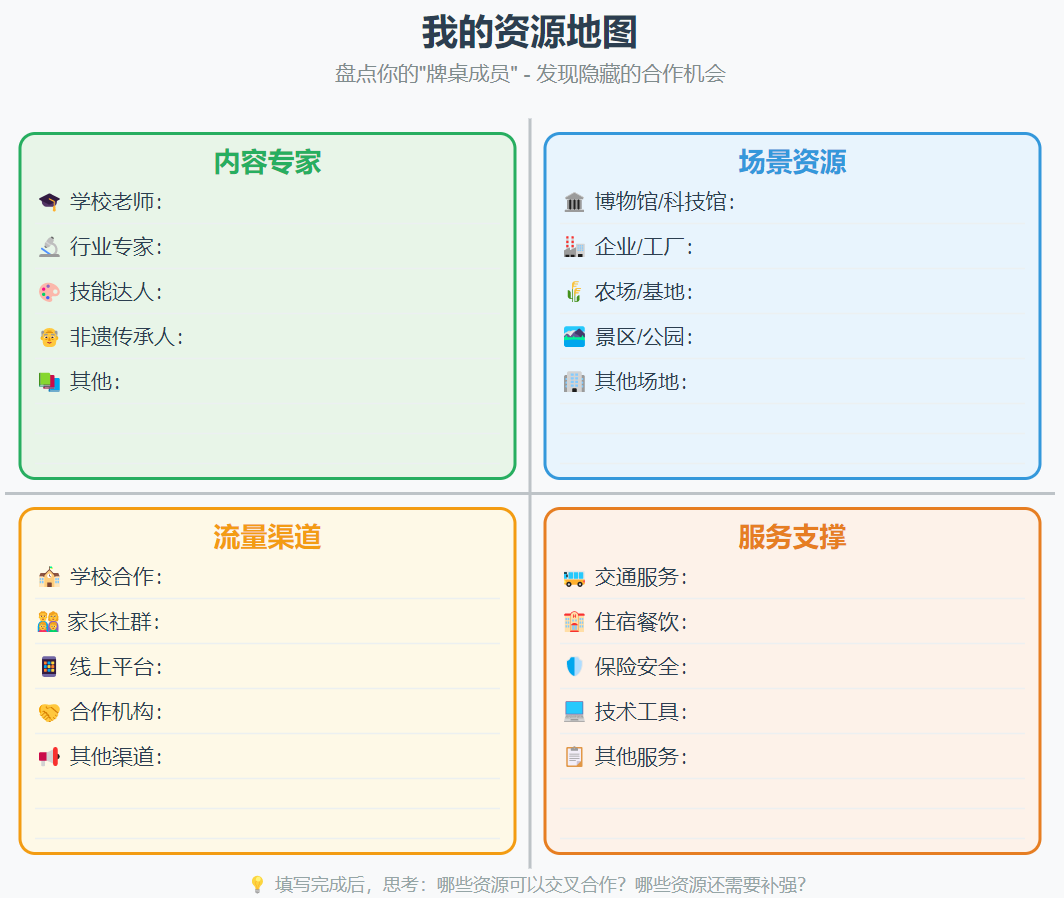 我的资源地图
盘点你的"牌桌成员" - 发现隐藏的合作机会
内容专家
学校老师：
行业专家：
技能达人：
非遗传承人：
其他：
场景资源
博物馆/科技馆：
企业/工厂：
农场/基地：
景区/公园：
其他场地：
流量渠道
学校合作：
家长社群：
线上平台：
合作机构：
其他渠道：
服务支撑
交通服务：
住宿餐饮：
保险安全：
技术工具：
其他服务：
填写完成后，思考：哪些资源可以交叉合作？哪些资源还需要补强？